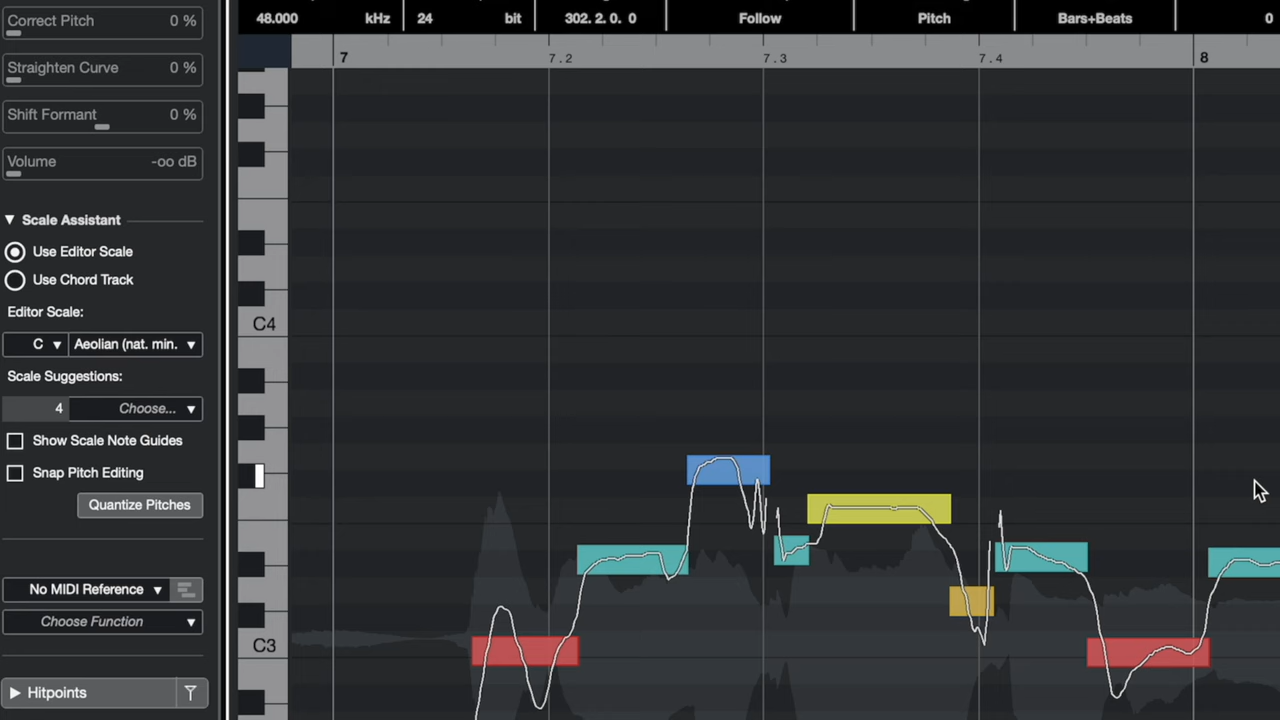 48.000 kHz 24 bit 302. 2. 0. 0 Follow Pitch Bars+Beats 0
7 7.2 7.3 7.4 8
Correct Pitch 0 %
Straighten Curve 0 %
Shift Formant 0 %
Volume -oo dB
Scale Assistant
Use Editor Scale
Use Chord Track
Editor Scale:
C Aeolian (nat. min.
Scale Suggestions:
4 Choose...
Show Scale Note Guides
Snap Pitch Editing
Quantize Pitches
No MIDI Reference
Choose Function
Hitpoints
C4
C3